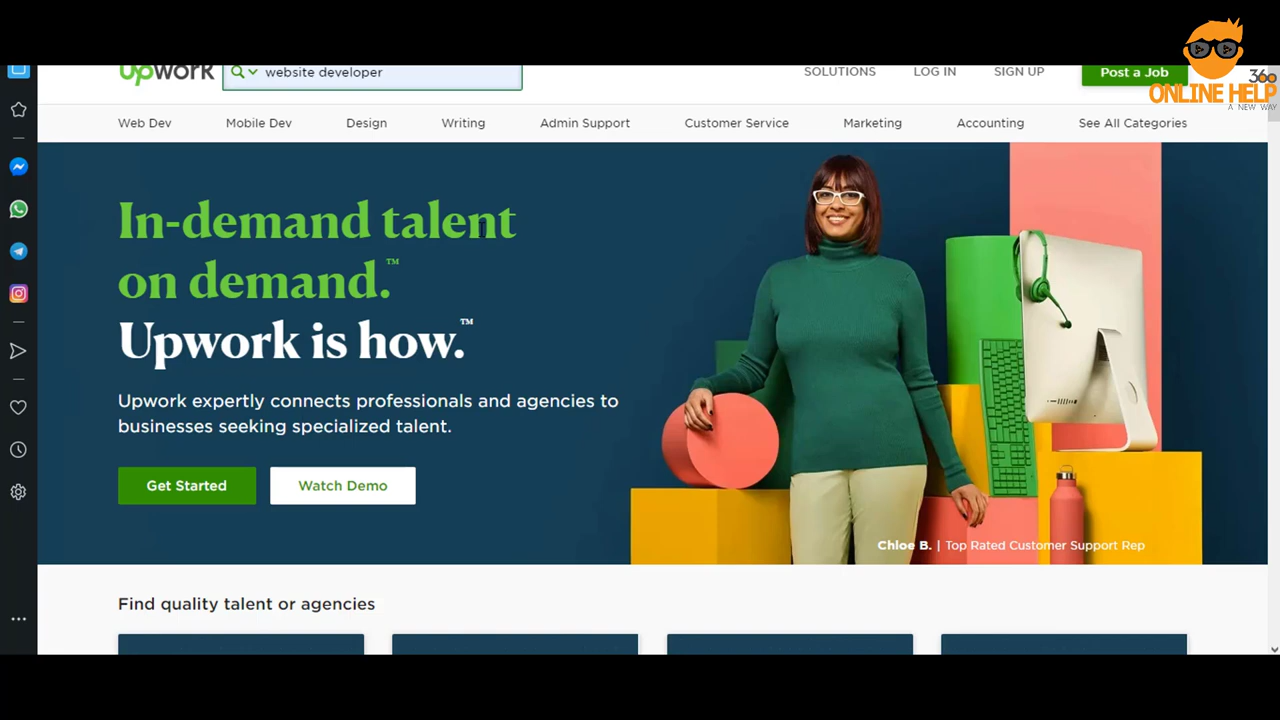 upwork
website developer
SOLUTIONS
LOG IN
SIGN UP
Post a Job
360
ONLINE HELP
A NEW WAY
Web Dev
Mobile Dev
Design
Writing
Admin Support
Customer Service
Marketing
Accounting
See All Categories
In-demand talent
on demand.™
Upwork is how.™
Upwork expertly connects professionals and agencies to
businesses seeking specialized talent.
Get Started
Watch Demo
Chloe B. | Top Rated Customer Support Rep
Find quality talent or agencies